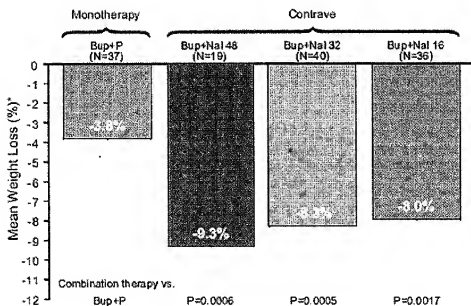 Monotherapy
Contrave
Bup+P
(N=37)
Bup+Nal 48
(N=19)
Bup+Nal 32
(N=40)
Bup+Nal 16
(N=36)
Mean Weight Loss (%)*
0
-1
-2
-3
-4
-5
-6
-7
-8
-9
-10
-11
-12
-9.3%
-8.0%
Combination therapy vs.
Bup+P
P=0.0006
P=0.0005
P=0.0017